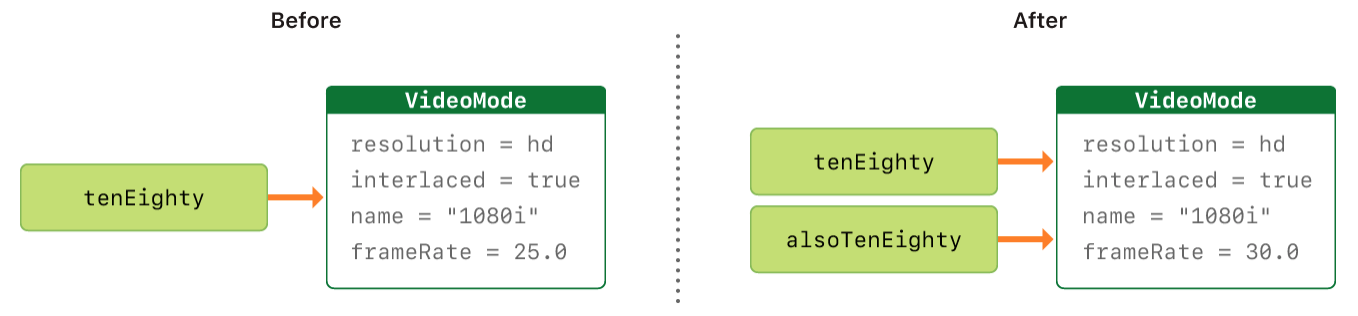 Before
VideoMode
tenEighty
resolution = hd
interlaced = true
name = "1080i"
frameRate = 25.0
After
VideoMode
tenEighty
alsoTenEighty
resolution = hd
interlaced = true
name = "1080i"
frameRate = 30.0